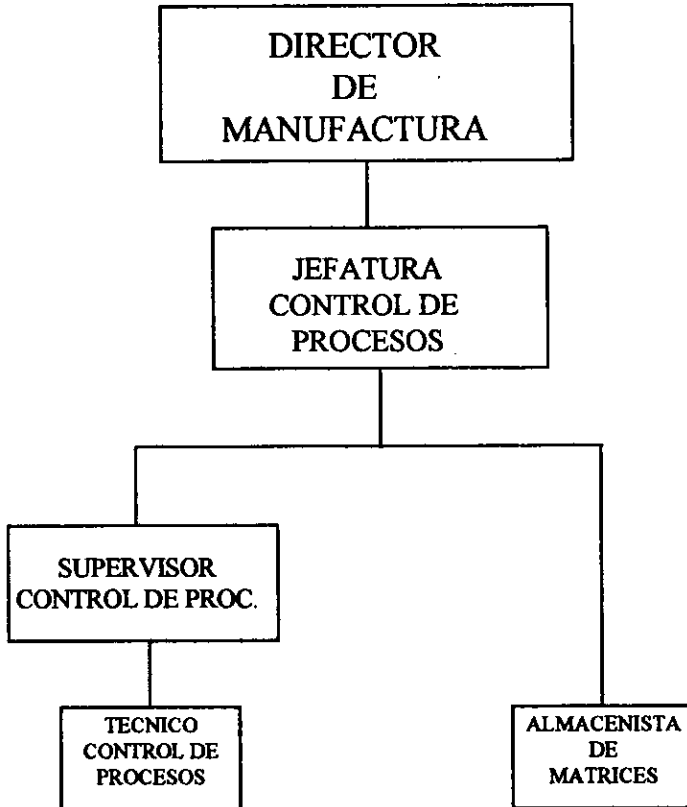 DIRECTOR
DE
MANUFACTURA
JEFATURA
CONTROL DE
PROCESOS
SUPERVISOR
CONTROL DE PROC.
TECNICO
CONTROL DE
PROCESOS
ALMACENISTA
DE
MATRICES